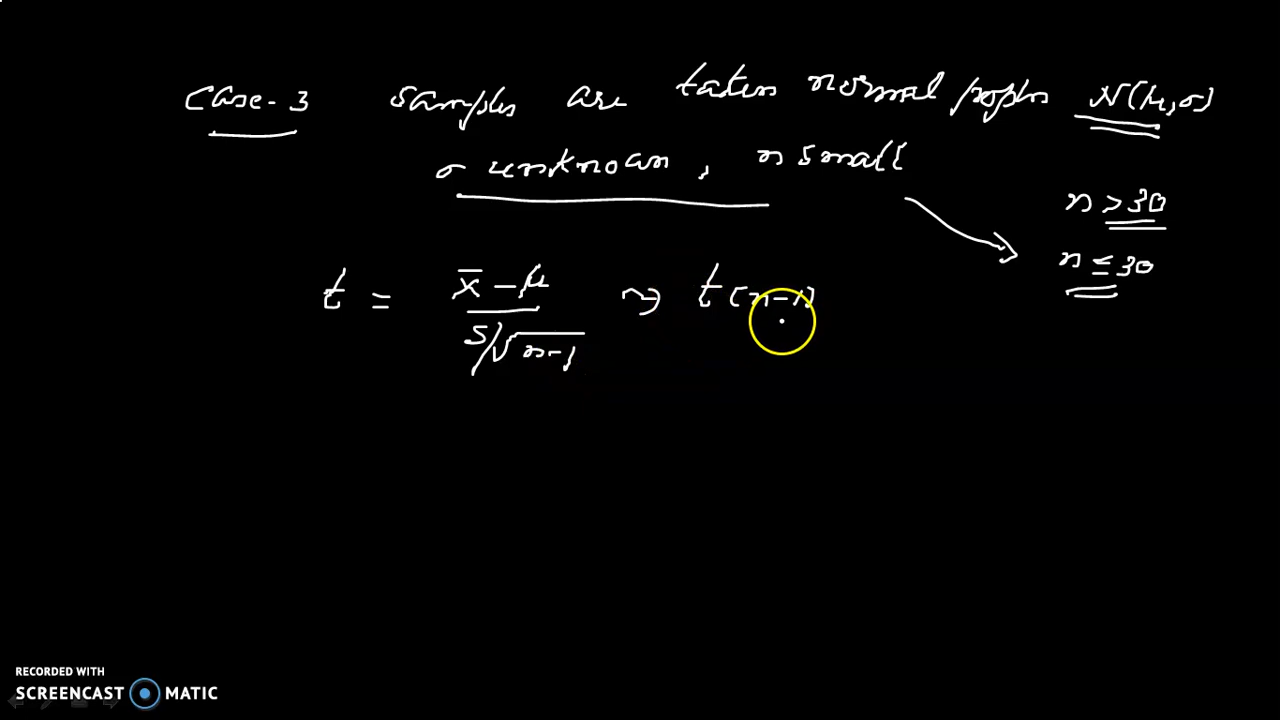 Case-3 samples are taken normal popln N(μ,σ)
σ unknown, n small
n > 30
n ≤ 30
t = x̄ - μ / S/√n-1 ~> t(n-1)
RECORDED WITH
SCREENCAST MATIC